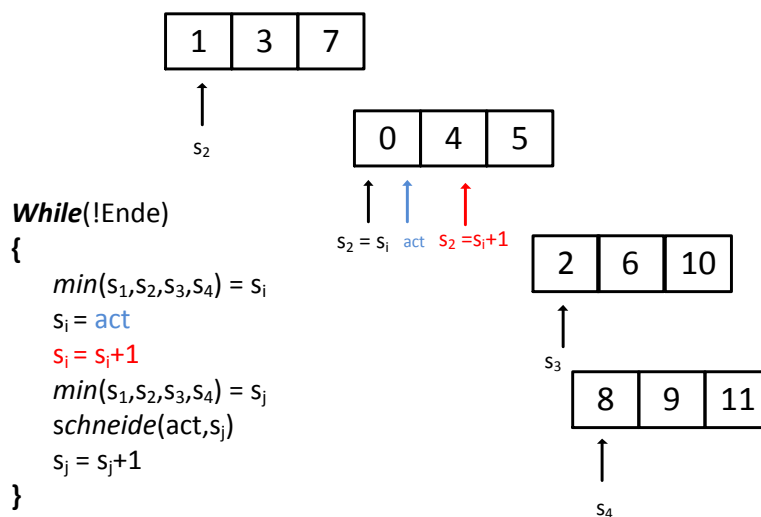 1 3 7
s₂
0 4 5
s₂ = sᵢ act s₂ =sᵢ+1
2 6 10
s₃
8 9 11
s₄
While(!Ende)
{
min(s₁,s₂,s₃,s₄) = sᵢ
sᵢ = act
sᵢ = sᵢ+1
min(s₁,s₂,s₃,s₄) = sⱼ
schneide(act,sⱼ)
sⱼ = sⱼ+1
}